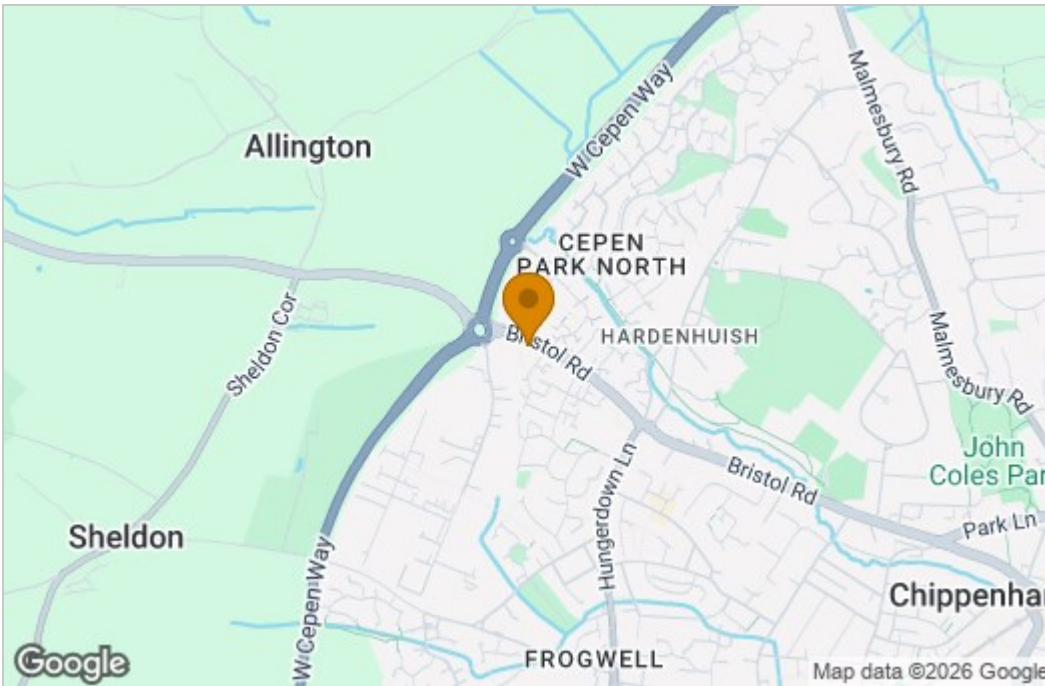 W Cepen Way
Malmesbury Rd
Allington
CEPEN
PARK NORTH
Sheldon Cor
Bristol Rd
HARDENHUISH
Malmesbury Rd
John
Coles Par
Hungerdown Ln
Bristol Rd
Park Ln
Sheldon
W Cepen Way
Chippenha
FROGWELL
Google
Map data ©2026 Google